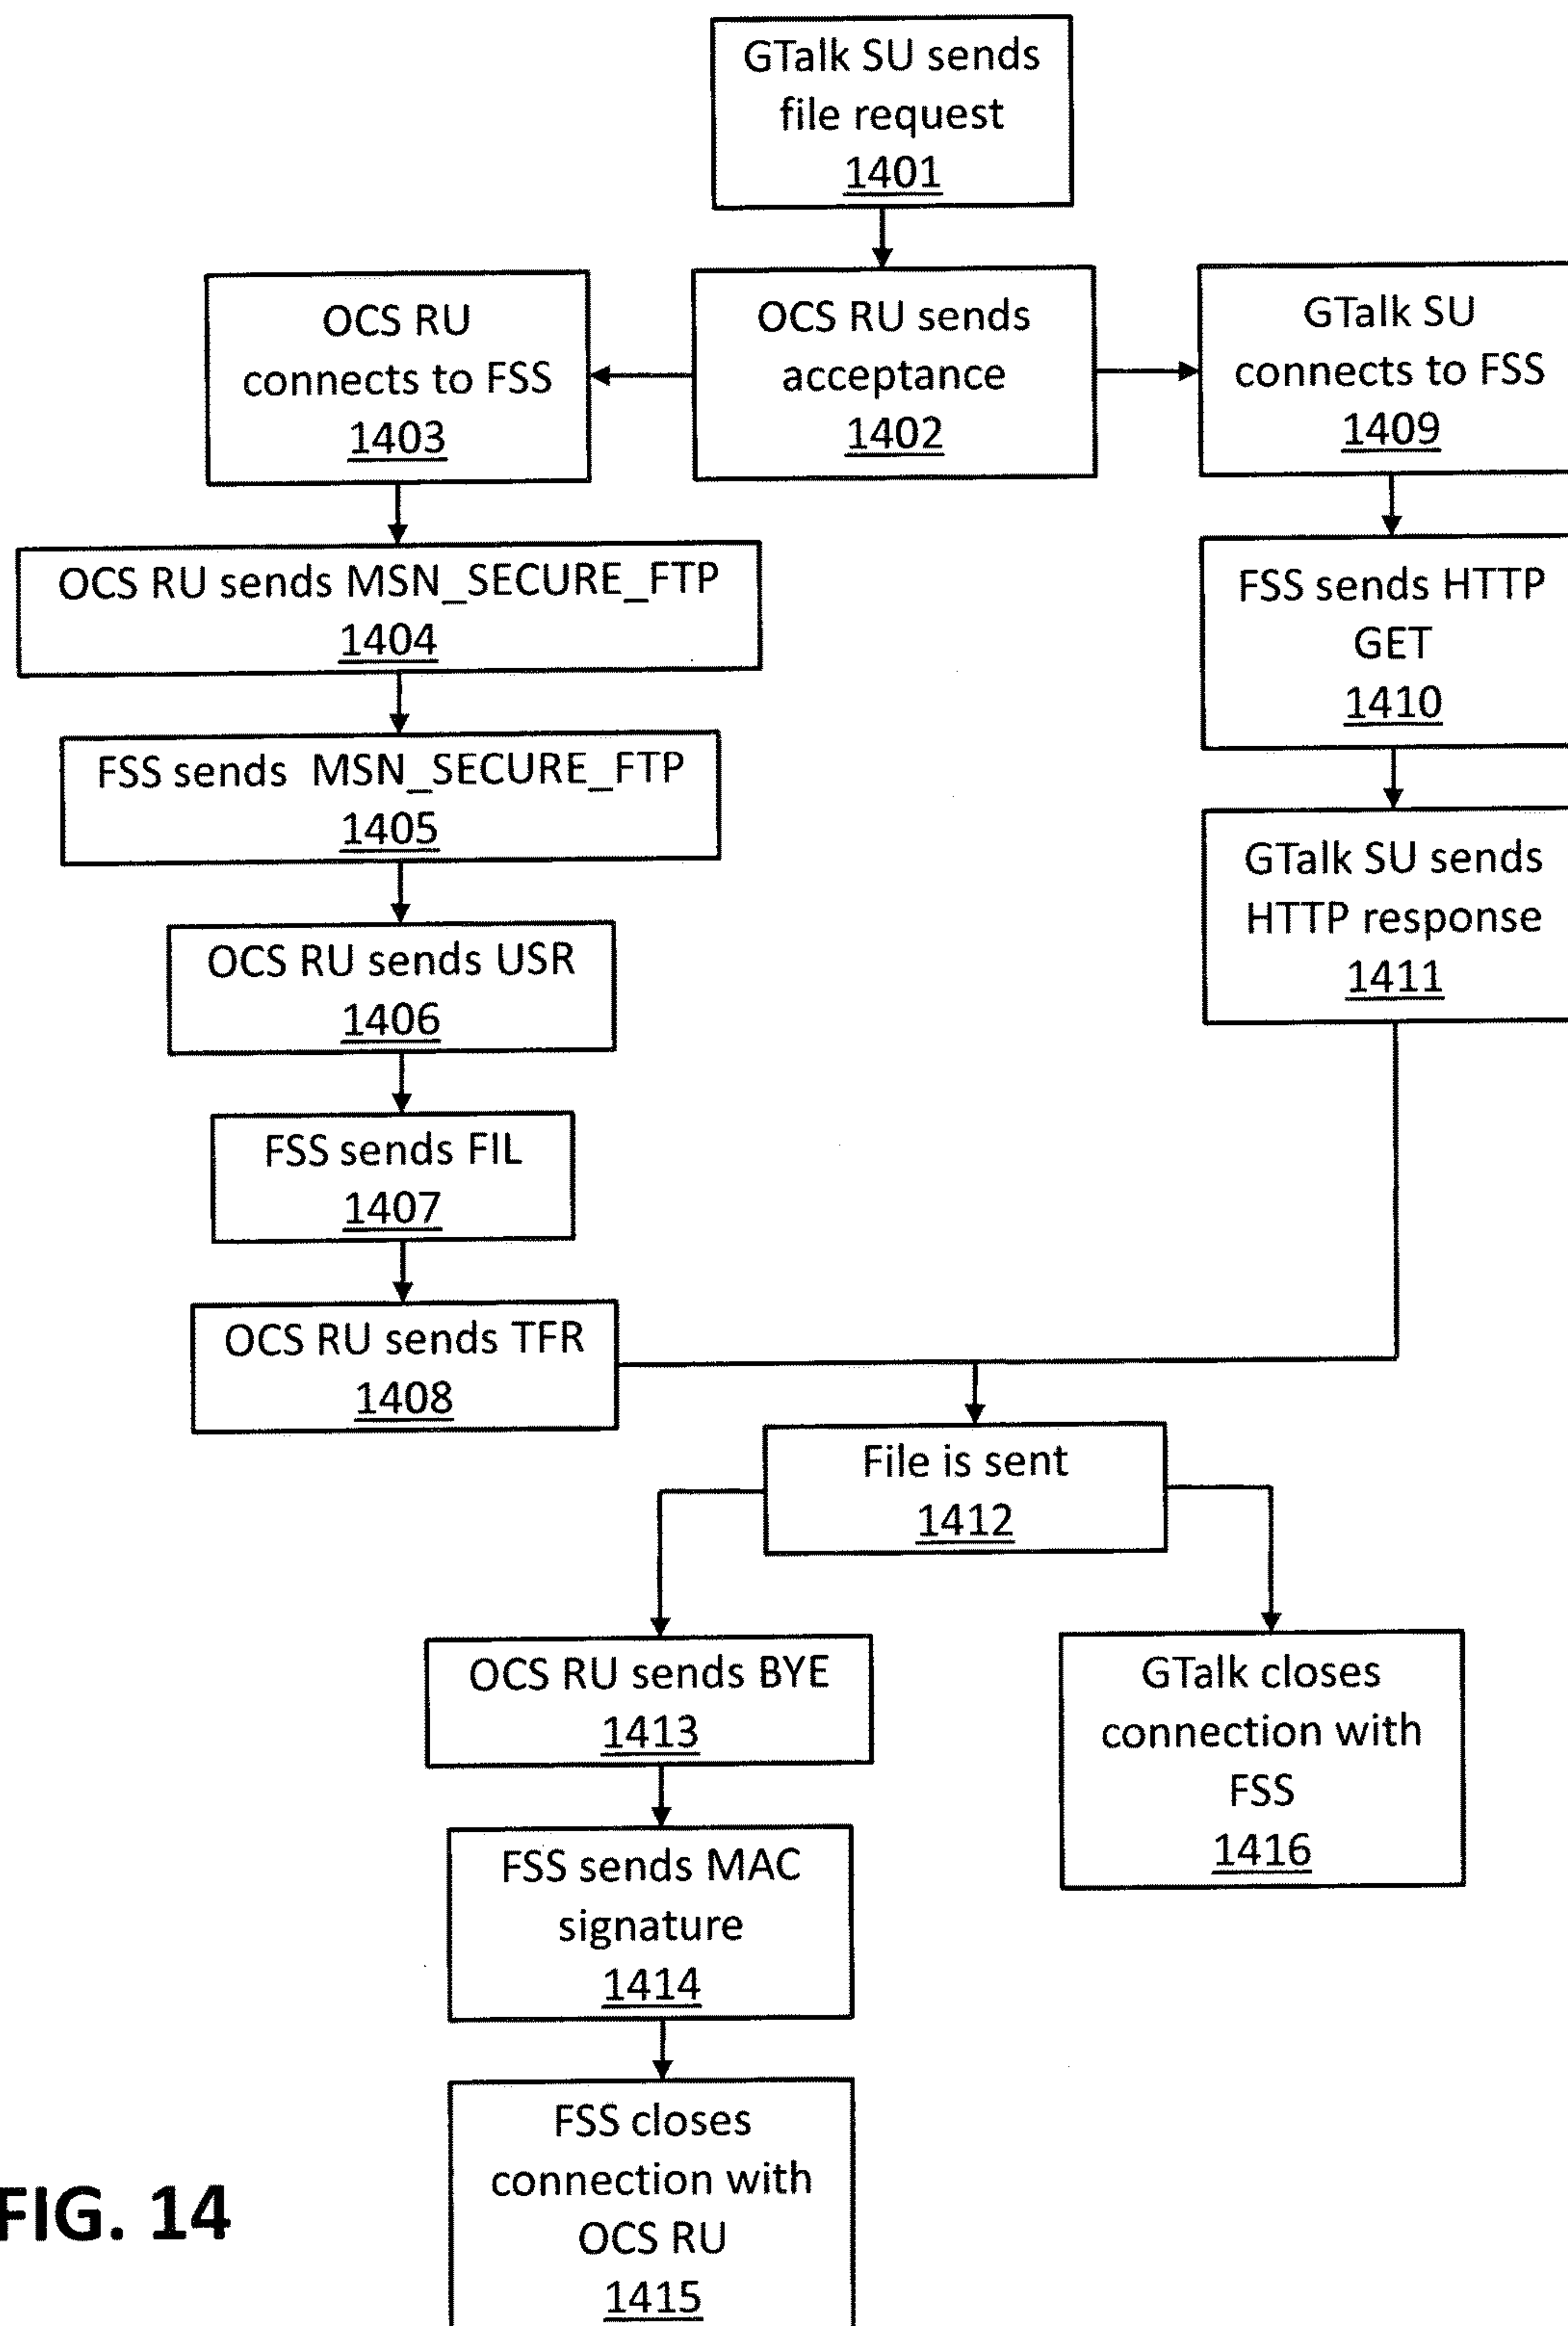 GTalk SU sends
file request
1401
OCS RU
connects to FSS
1403
OCS RU sends
acceptance
1402
GTalk SU
connects to FSS
1409
OCS RU sends MSN_SECURE_FTP
1404
FSS sends HTTP
GET
1410
FSS sends MSN_SECURE_FTP
1405
GTalk SU sends
HTTP response
1411
OCS RU sends USR
1406
FSS sends FIL
1407
OCS RU sends TFR
1408
File is sent
1412
OCS RU sends BYE
1413
GTalk closes
connection with
FSS
1416
FSS sends MAC
signature
1414
FSS closes
connection with
OCS RU
1415
FIG. 14